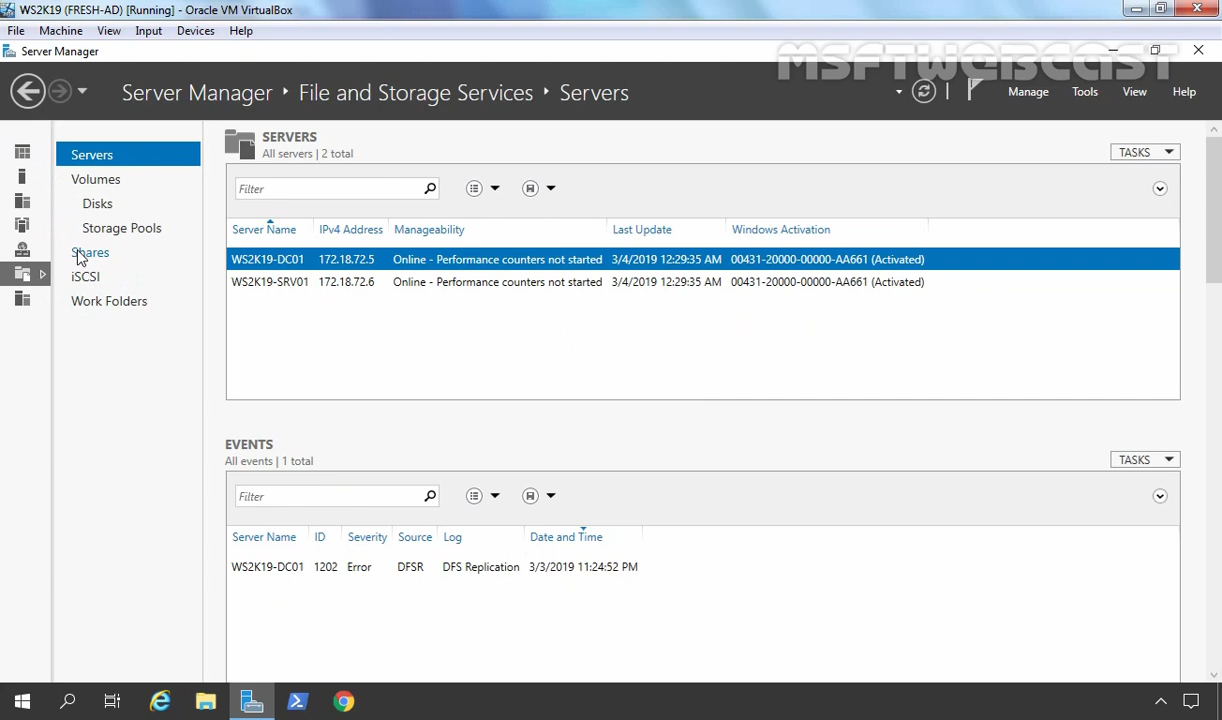 WS2K19 (FRESH-AD) [Running] - Oracle VM VirtualBox
File Machine View Input Devices Help
Server Manager
MSFTWEBCAST
Server Manager ‣ File and Storage Services ‣ Servers
Manage Tools View Help
Servers
Volumes
Disks
Storage Pools
Shares
iSCSI
Work Folders
SERVERS
All servers | 2 total
TASKS
Filter
Server Name IPv4 Address Manageability Last Update Windows Activation
WS2K19-DC01 172.18.72.5 Online - Performance counters not started 3/4/2019 12:29:35 AM 00431-20000-00000-AA661 (Activated)
WS2K19-SRV01 172.18.72.6 Online - Performance counters not started 3/4/2019 12:29:35 AM 00431-20000-00000-AA661 (Activated)
EVENTS
All events | 1 total
TASKS
Filter
Server Name ID Severity Source Log Date and Time
WS2K19-DC01 1202 Error DFSR DFS Replication 3/3/2019 11:24:52 PM